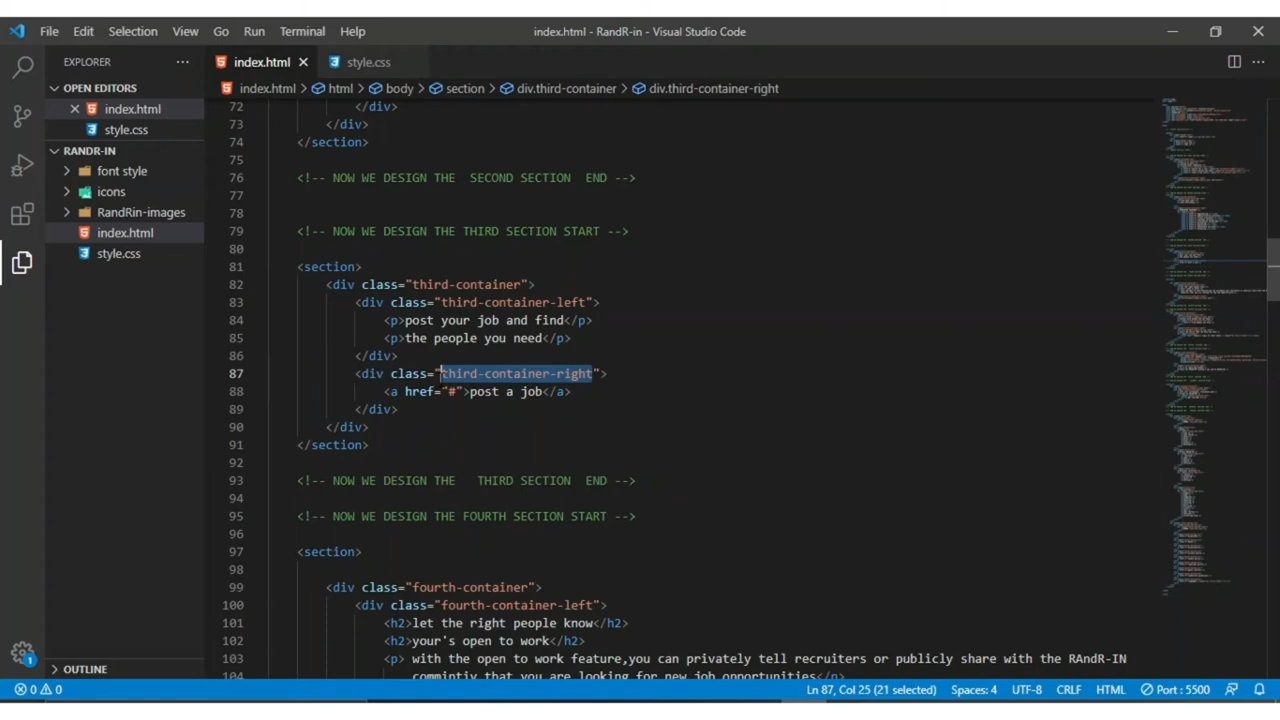 File Edit Selection View Go Run Terminal Help index.html - RandR-in - Visual Studio Code
EXPLORER
OPEN EDITORS
index.html
style.css
RANDR-IN
font style
icons
RandRin-images
index.html
style.css
OUTLINE
index.html style.css
index.html > html > body > section > div.third-container > div.third-container-right
72 </div>
73 </div>
74 </section>
75
76 <!-- NOW WE DESIGN THE  SECOND SECTION  END -->
77
78
79 <!-- NOW WE DESIGN THE THIRD SECTION START -->
80
81 <section>
82 <div class="third-container">
83 <div class="third-container-left">
84 <p>post your job and find</p>
85 <p>the people you need</p>
86 </div>
87 <div class="third-container-right">
88 <a href="#">post a job</a>
89 </div>
90 </div>
91 </section>
92
93 <!-- NOW WE DESIGN THE   THIRD SECTION  END -->
94
95 <!-- NOW WE DESIGN THE FOURTH SECTION START -->
96
97 <section>
98
99 <div class="fourth-container">
100 <div class="fourth-container-left">
101 <h2>let the right people know</h2>
102 <h2>your's open to work</h2>
103 <p> with the open to work feature,you can privately tell recruiters or publicly share with the RAndR-IN
104 commintiy that you are looking for new job opportunities</p>
1
0 0 Ln 87, Col 25 (21 selected) Spaces: 4 UTF-8 CRLF HTML Port : 5500